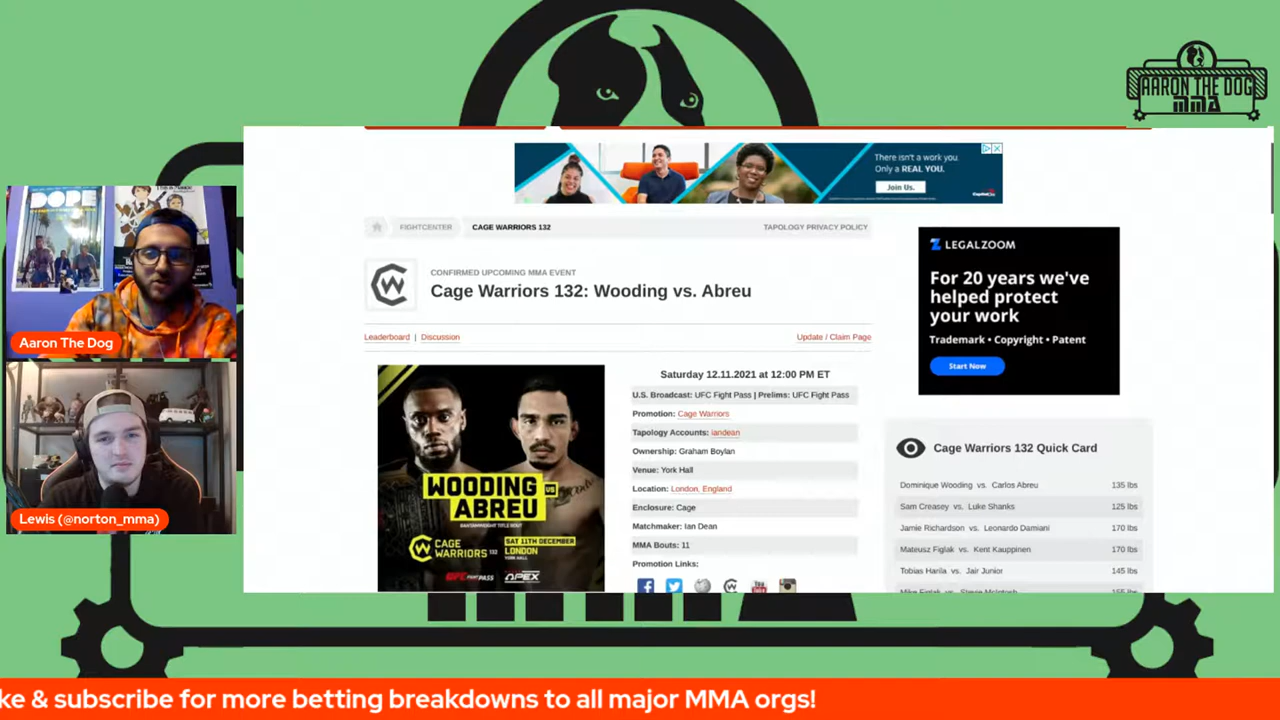 AARON THE DOG
MMA
DOPE
There isn't a work you.
Only a REAL YOU.
Join Us.
FIGHTCENTER
CAGE WARRIORS 132
TAPOLOGY PRIVACY POLICY
CONFIRMED UPCOMING MMA EVENT
Cage Warriors 132: Wooding vs. Abreu
Leaderboard | Discussion
Update / Claim Page
LEGALZOOM
For 20 years we've
helped protect
your work
Trademark • Copyright • Patent
Start Now
Aaron The Dog
Lewis (@norton_mma)
WOODING
VS
ABREU
BANTAMWEIGHT TITLE BOUT
CAGE
WARRIORS 132
SAT 11TH DECEMBER
LONDON
YORK HALL
UFC FIGHT PASS
APEX
Saturday 12.11.2021 at 12:00 PM ET
U.S. Broadcast: UFC Fight Pass | Prelims: UFC Fight Pass
Promotion: Cage Warriors
Tapology Accounts: iandean
Ownership: Graham Boylan
Venue: York Hall
Location: London, England
Enclosure: Cage
Matchmaker: Ian Dean
MMA Bouts: 11
Promotion Links:
Cage Warriors 132 Quick Card
Dominique Wooding vs. Carlos Abreu 135 lbs
Sam Creasey vs. Luke Shanks 125 lbs
Jamie Richardson vs. Leonardo Damiani 170 lbs
Mateusz Figlak vs. Kent Kauppinen 170 lbs
Tobias Harila vs. Jair Junior 145 lbs
ke & subscribe for more betting breakdowns to all major MMA orgs!